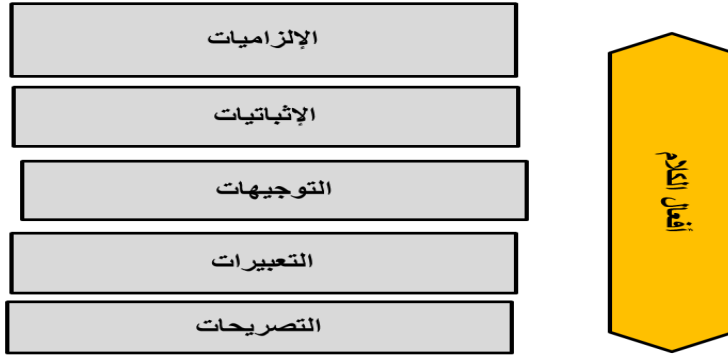 أفعال الكلام
الإلزاميات
الإثباتيات
التوجيهات
التعبيرات
التصريحات